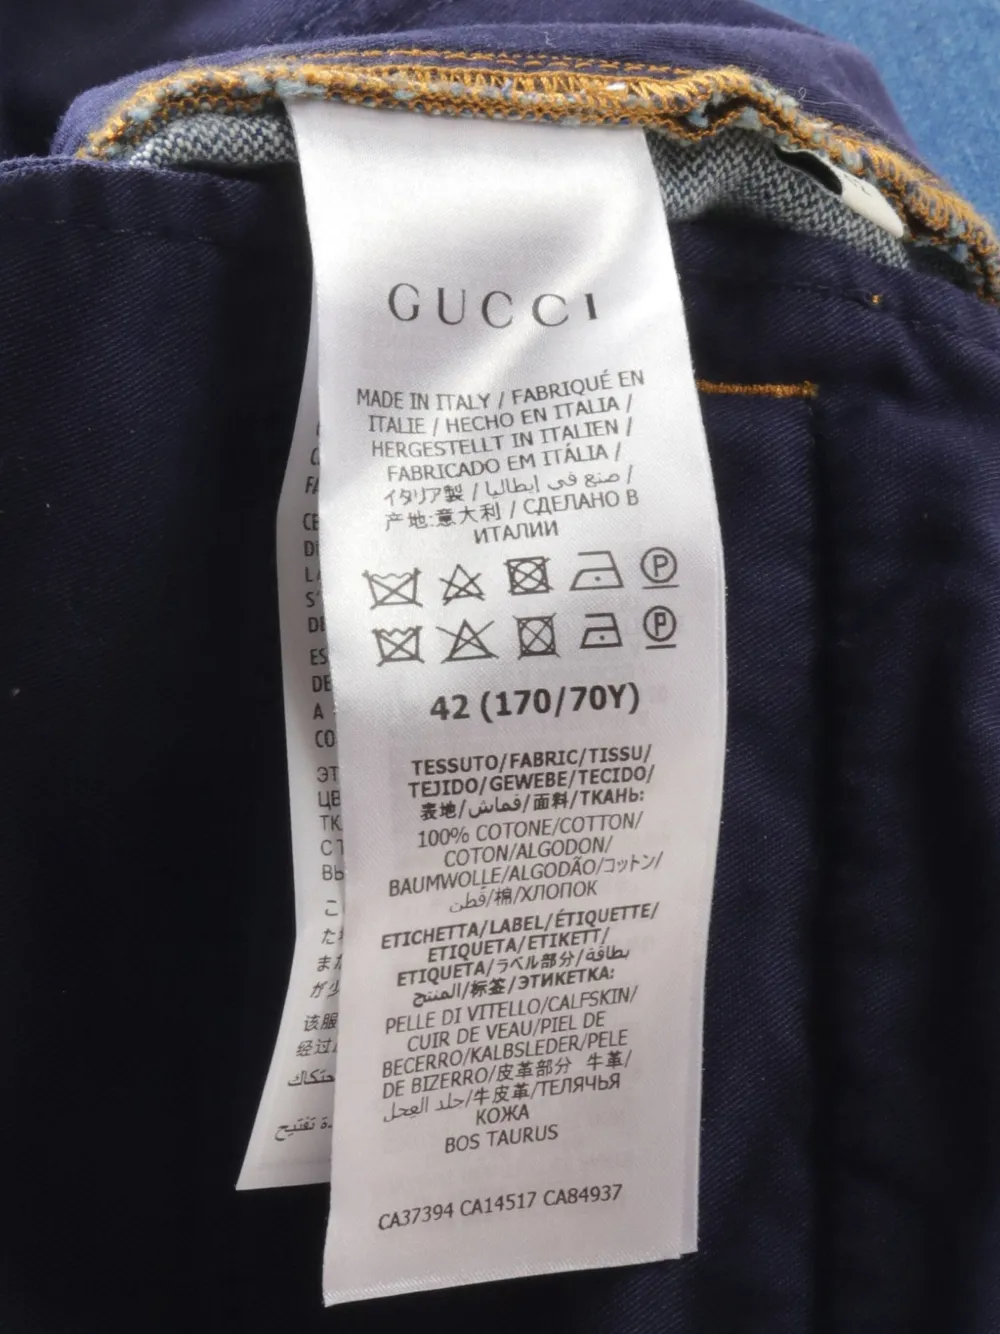 GUCCI
MADE IN ITALY / FABRIQUÉ EN
ITALIE / HECHO EN ITALIA /
HERGESTELLT IN ITALIEN /
FABRICADO EM ITÁLIA /
イタリア製 / صنع في إيطاليا /
产地:意大利 / СДЕЛАНО В
ИТАЛИИ
P
P
42 (170/70Y)
TESSUTO/FABRIC/TISSU/
TEJIDO/GEWEBE/TECIDO/
表地/قماش/面料/ТКАНЬ:
100% COTONE/COTTON/
COTON/ALGODON/
BAUMWOLLE/ALGODÃO/コットン/
قطن/棉/ХЛОПОК
ETICHETTA/LABEL/ÉTIQUETTE/
ETIQUETA/ETIKETT/
ETIQUETA/ラベル部分/بطاقة
المنتج/标签/ЭТИКЕТКА:
PELLE DI VITELLO/CALFSKIN/
CUIR DE VEAU/PIEL DE
BECERRO/KALBSLEDER/PELE
DE BIZERRO/皮革部分 牛革/
جلد العجل/牛皮革/ТЕЛЯЧЬЯ
КОЖА
BOS TAURUS
CA37394 CA14517 CA84937